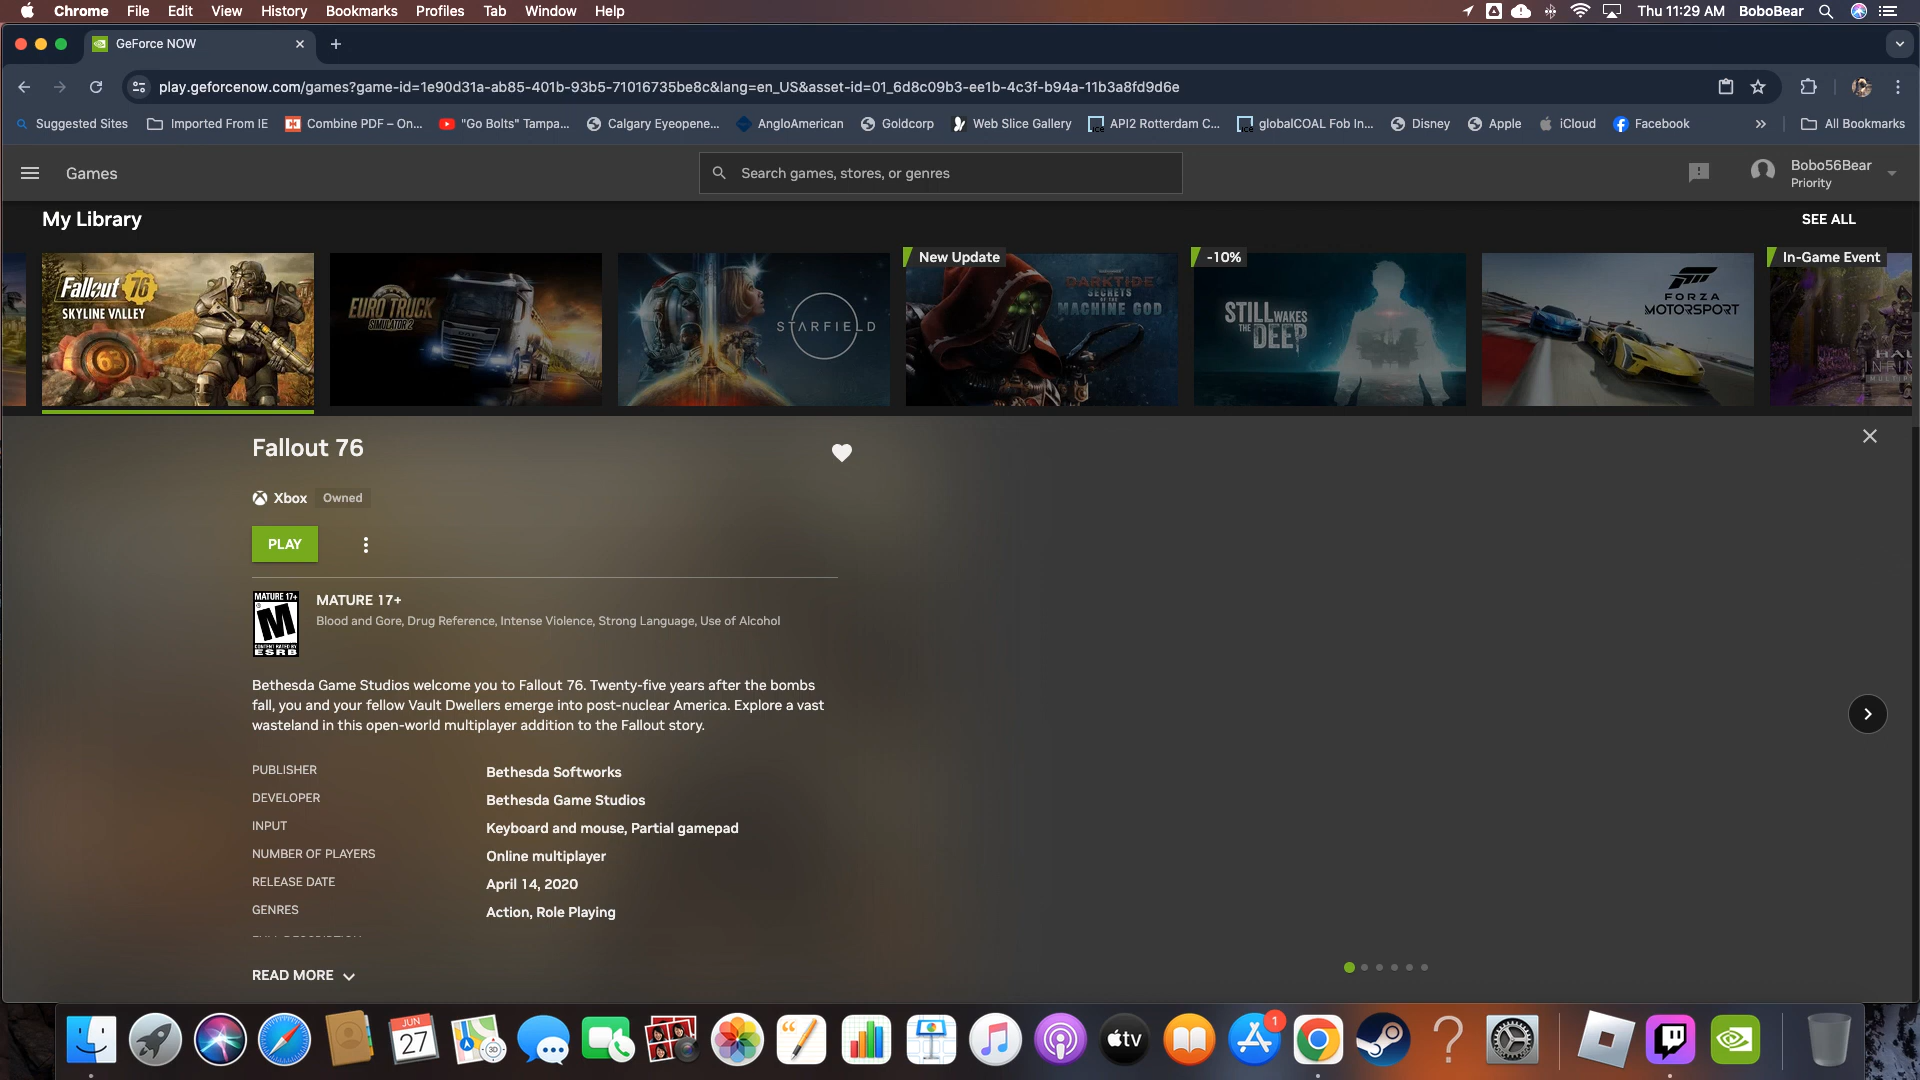 Chrome File Edit View History Bookmarks Profiles Tab Window Help
Thu 11:29 AM BoboBear
GeForce NOW
play.geforcenow.com/games?game-id=1e90d31a-ab85-401b-93b5-71016735be8c&lang=en_US&asset-id=01_6d8c09b3-ee1b-4c3f-b94a-11b3a8fd9d6e
Suggested Sites Imported From IE Combine PDF – On... "Go Bolts" Tampa... Calgary Eyeopene... AngloAmerican Goldcorp Web Slice Gallery API2 Rotterdam C... globalCOAL Fob In... Disney Apple iCloud Facebook » All Bookmarks
Games
Search games, stores, or genres
Bobo56Bear
Priority
My Library
SEE ALL
Fallout 76
SKYLINE VALLEY
EURO TRUCK
SIMULATOR 2
STARFIELD
New Update
DARKTIDE
SECRETS
OF THE
MACHINE GOD
-10%
STILL WAKES
THE DEEP
FORZA
MOTORSPORT
In-Game Event
Fallout 76
Xbox Owned
PLAY
MATURE 17+
M
CONTENT RATED BY
ESRB
MATURE 17+
Blood and Gore, Drug Reference, Intense Violence, Strong Language, Use of Alcohol
Bethesda Game Studios welcome you to Fallout 76. Twenty-five years after the bombs
fall, you and your fellow Vault Dwellers emerge into post-nuclear America. Explore a vast
wasteland in this open-world multiplayer addition to the Fallout story.
PUBLISHER Bethesda Softworks
DEVELOPER Bethesda Game Studios
INPUT Keyboard and mouse, Partial gamepad
NUMBER OF PLAYERS Online multiplayer
RELEASE DATE April 14, 2020
GENRES Action, Role Playing
READ MORE
JUN
27
3D
tv
1